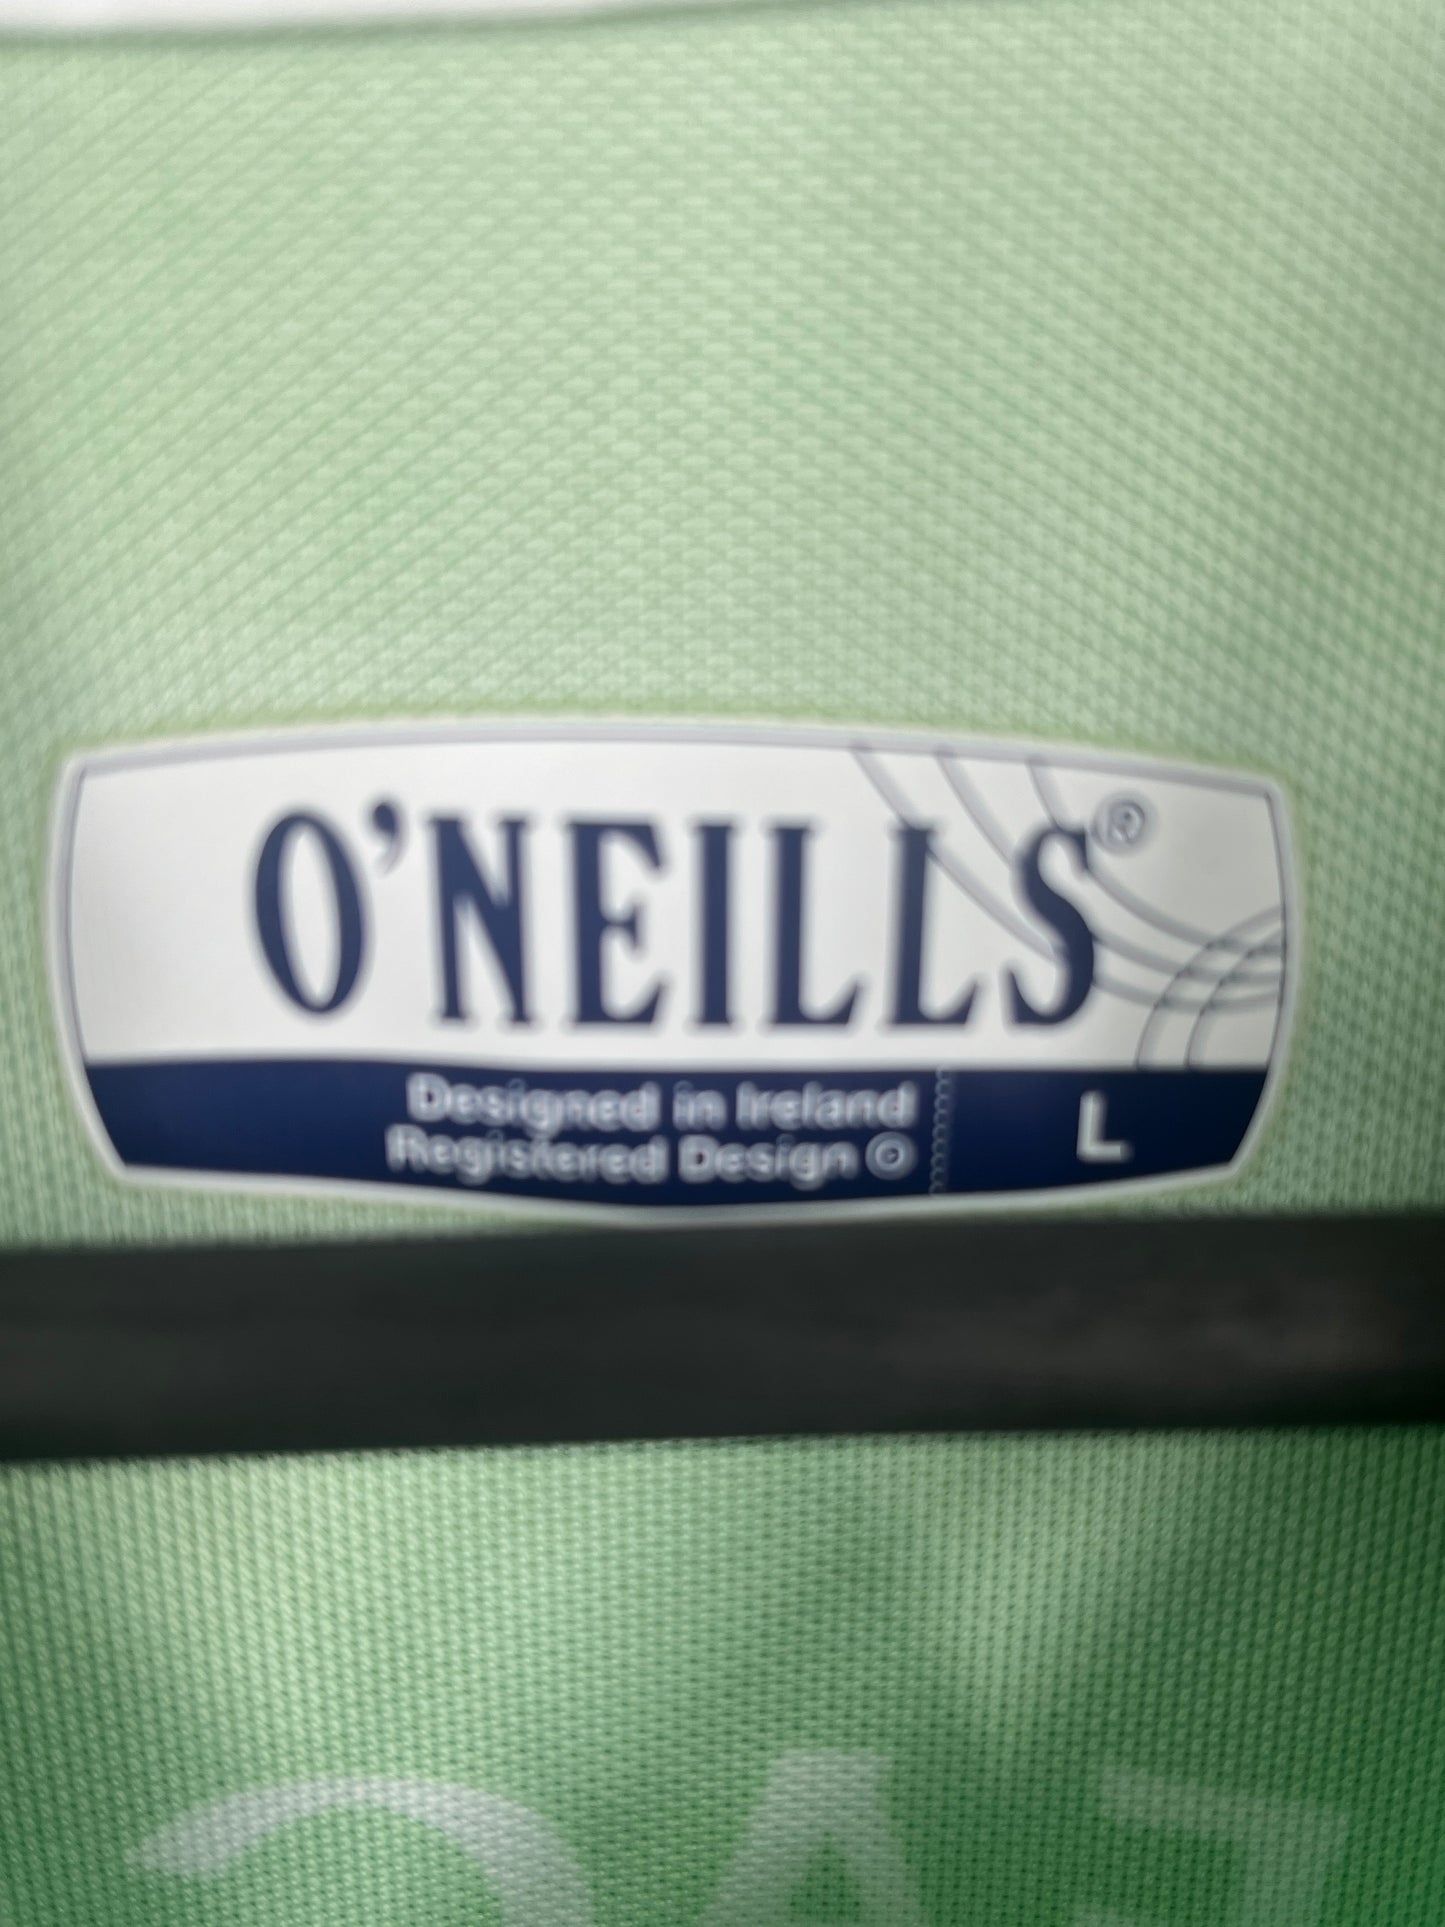 O'NEILLS®
Designed in Ireland
Registered Design © L